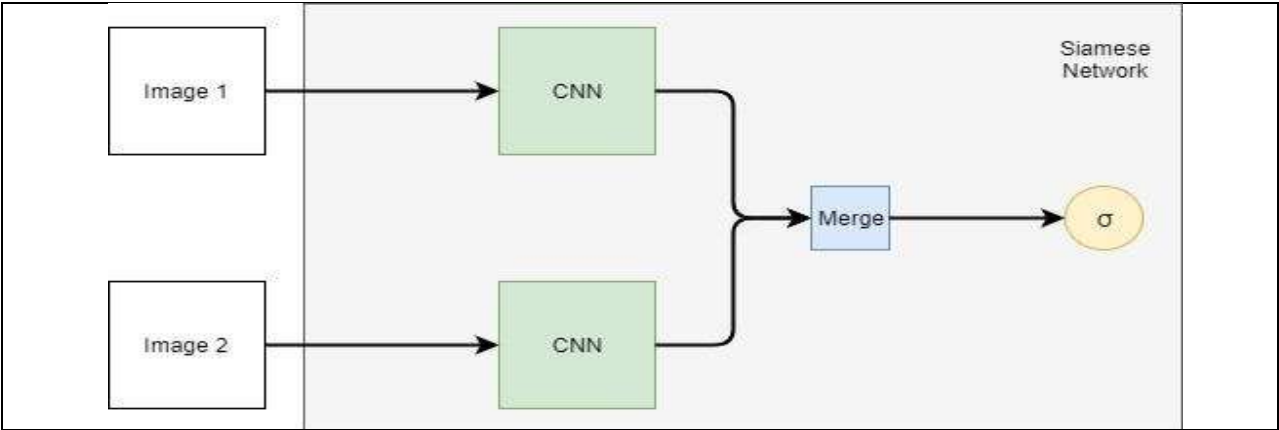 Image 1
CNN
Siamese
Network
Merge
σ
Image 2
CNN